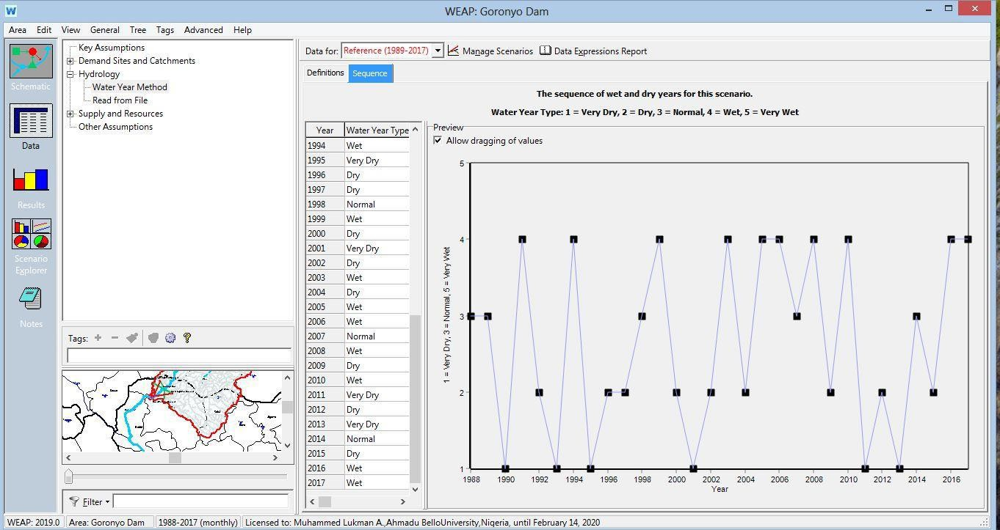 W
WEAP: Goronyo Dam
Area Edit View General Tree Tags Advanced Help
Schematic
Data
Results
Scenario
Explorer
Notes
Key Assumptions
Demand Sites and Catchments
Hydrology
Water Year Method
Read from File
Supply and Resources
Other Assumptions
Tags:
Filter
Data for: Reference (1989-2017) Manage Scenarios Data Expressions Report
Definitions Sequence
The sequence of wet and dry years for this scenario.
Water Year Type: 1 = Very Dry, 2 = Dry, 3 = Normal, 4 = Wet, 5 = Very Wet
Year Water Year Type
1994 Wet
1995 Very Dry
1996 Dry
1997 Dry
1998 Normal
1999 Wet
2000 Dry
2001 Very Dry
2002 Dry
2003 Wet
2004 Dry
2005 Wet
2006 Wet
2007 Normal
2008 Wet
2009 Dry
2010 Wet
2011 Very Dry
2012 Dry
2013 Very Dry
2014 Normal
2015 Dry
2016 Wet
2017 Wet
Preview
Allow dragging of values
5
4
3
2
1
1 = Very Dry, 3 = Normal, 5 = Very Wet
1988 1990 1992 1994 1996 1998 2000 2002 2004 2006 2008 2010 2012 2014 2016
Year
WEAP: 2019.0 Area: Goronyo Dam 1988-2017 (monthly) Licensed to: Muhammed Lukman A.,Ahmadu BelloUniversity,Nigeria, until February 14, 2020